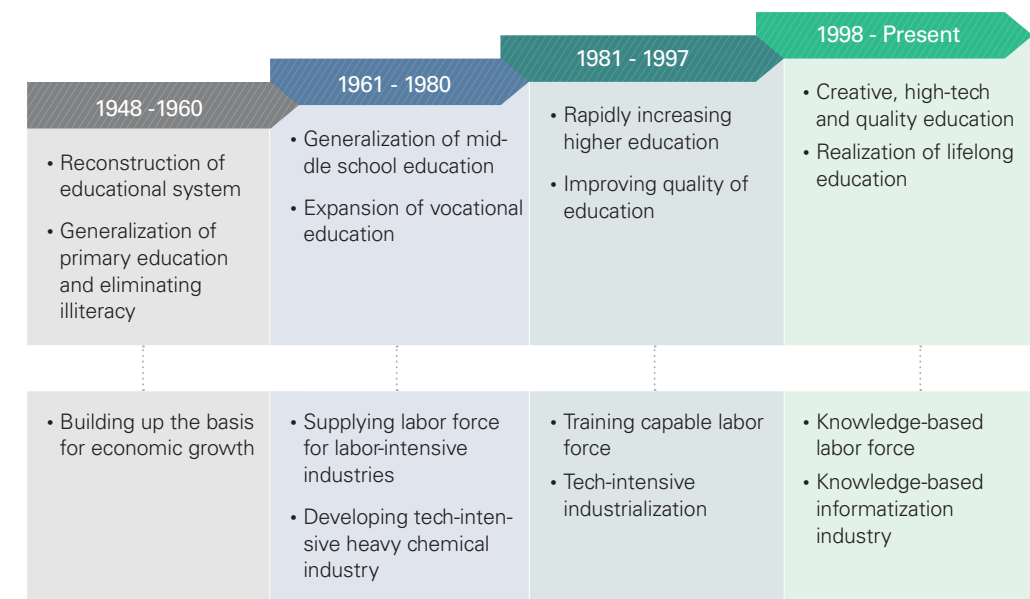 1948 -1960
• Reconstruction of
educational system
• Generalization of
primary education
and eliminating
illiteracy
• Building up the basis
for economic growth
1961 - 1980
• Generalization of mid-
dle school education
• Expansion of vocational
education
• Supplying labor force
for labor-intensive
industries
• Developing tech-inten-
sive heavy chemical
industry
1981 - 1997
• Rapidly increasing
higher education
• Improving quality of
education
• Training capable labor
force
• Tech-intensive
industrialization
1998 - Present
• Creative, high-tech
and quality education
• Realization of lifelong
education
• Knowledge-based
labor force
• Knowledge-based
informatization
industry